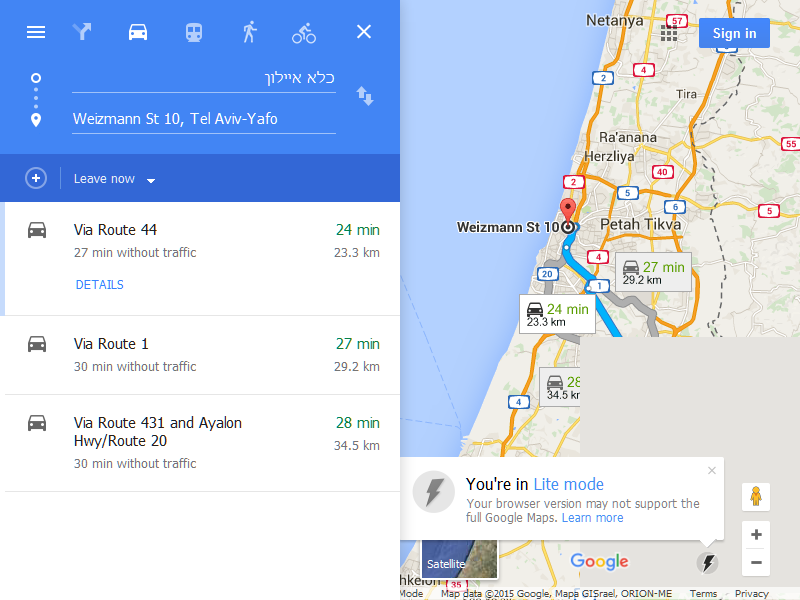 כלא איילון
Weizmann St 10, Tel Aviv-Yafo
Leave now
Via Route 44
24 min
27 min without traffic
23.3 km
DETAILS
Via Route 1
27 min
30 min without traffic
29.2 km
Via Route 431 and Ayalon
Hwy/Route 20
28 min
34.5 km
30 min without traffic
Netanya
57
Sign in
2
4
Tira
Ra'anana
55
Herzliya
40
2
5
6
5
Weizmann St 10
Petah Tikva
4
27 min
29.2 km
20
1
24 min
23.3 km
28
34.5 k
4
You're in Lite mode
Your browser version may not support the
full Google Maps. Learn more
Satellite
Google
hkelon
35
Mode
Map data ©2015 Google, Mapa GISrael, ORION-ME
Terms
Privacy